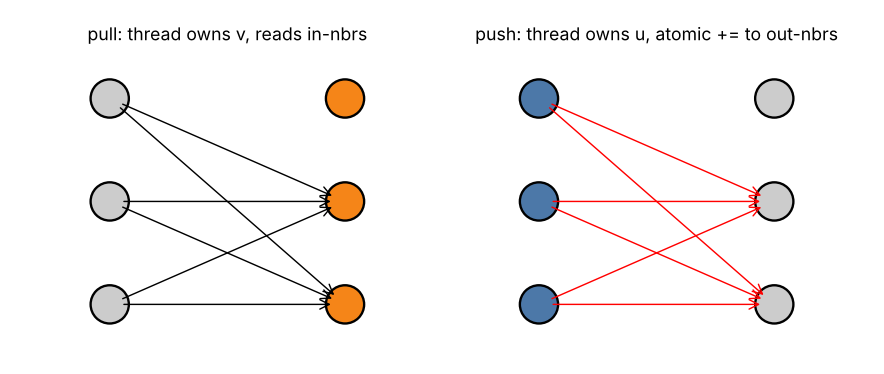 pull: thread owns v, reads in-nbrs
push: thread owns u, atomic += to out-nbrs